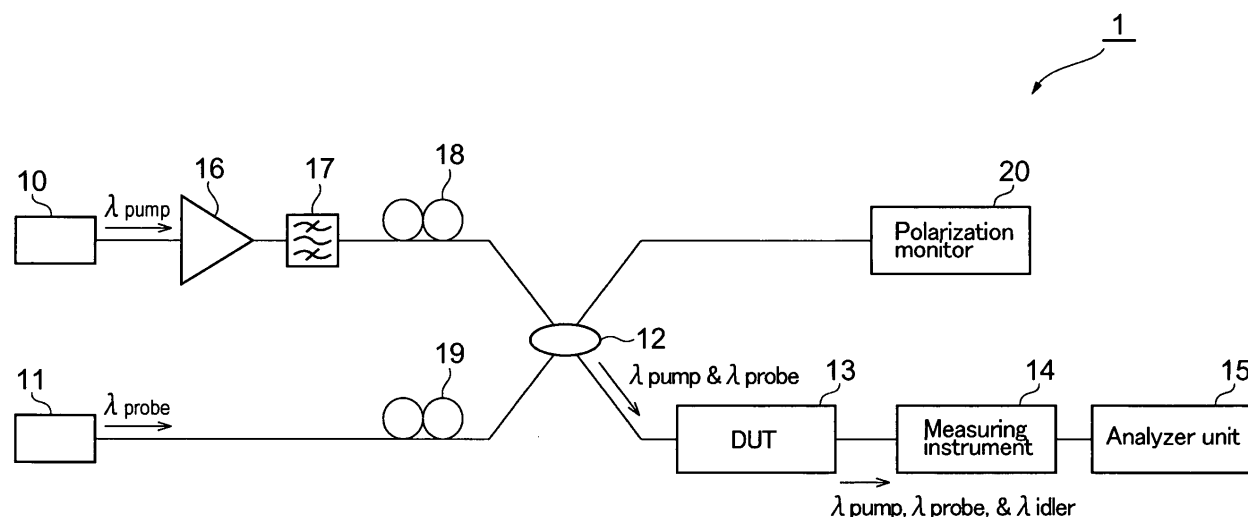 1
10
λ pump
16
17
18
20
Polarization
monitor
12
11
λ probe
19
λ pump & λ probe
13
DUT
14
Measuring
instrument
15
Analyzer unit
λ pump, λ probe, & λ idler